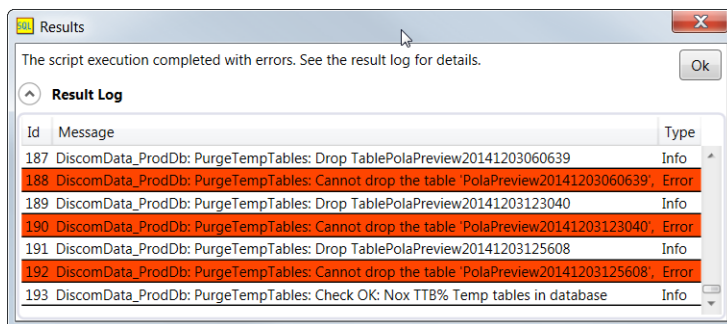 SQL Results
The script execution completed with errors. See the result log for details.
Ok
Result Log
Id Message Type
187 DiscomData_ProdDb: PurgeTempTables: Drop TablePolaPreview20141203060639 Info
188 DiscomData_ProdDb: PurgeTempTables: Cannot drop the table 'PolaPreview20141203060639', Error
189 DiscomData_ProdDb: PurgeTempTables: Drop TablePolaPreview20141203123040 Info
190 DiscomData_ProdDb: PurgeTempTables: Cannot drop the table 'PolaPreview20141203123040', Error
191 DiscomData_ProdDb: PurgeTempTables: Drop TablePolaPreview20141203125608 Info
192 DiscomData_ProdDb: PurgeTempTables: Cannot drop the table 'PolaPreview20141203125608', Error
193 DiscomData_ProdDb: PurgeTempTables: Check OK: Nox TTB% Temp tables in database Info